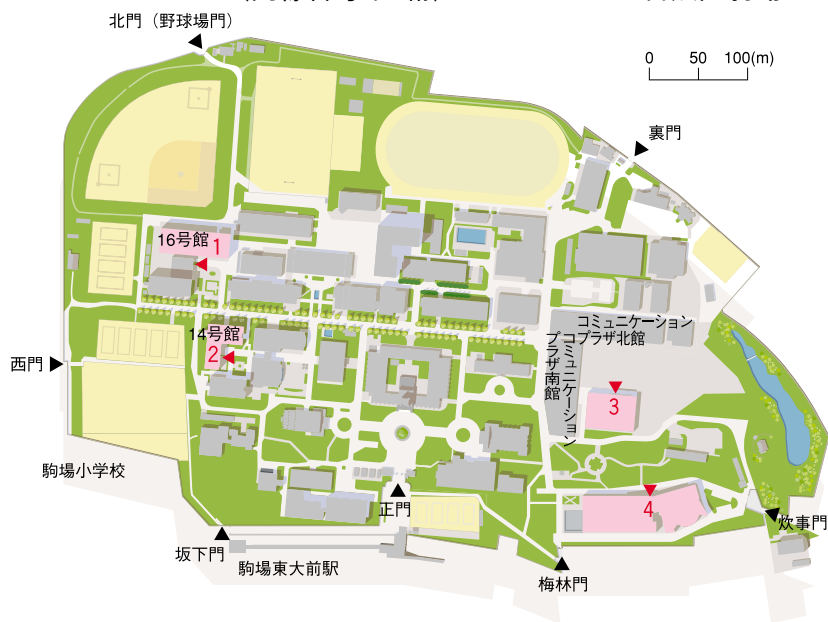 北門（野球場門）
0 50 100(m)
裏門
16号館
1
14号館
2
コミュニケーション
プラザ北館
コミュニケーション
プラザ南館
西門
3
駒場小学校
4
正門
炊事門
坂下門
駒場東大前駅
梅林門